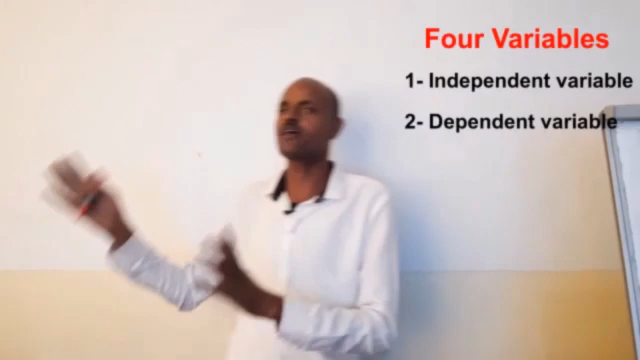 Four Variables
1- Independent variable
2- Dependent variable